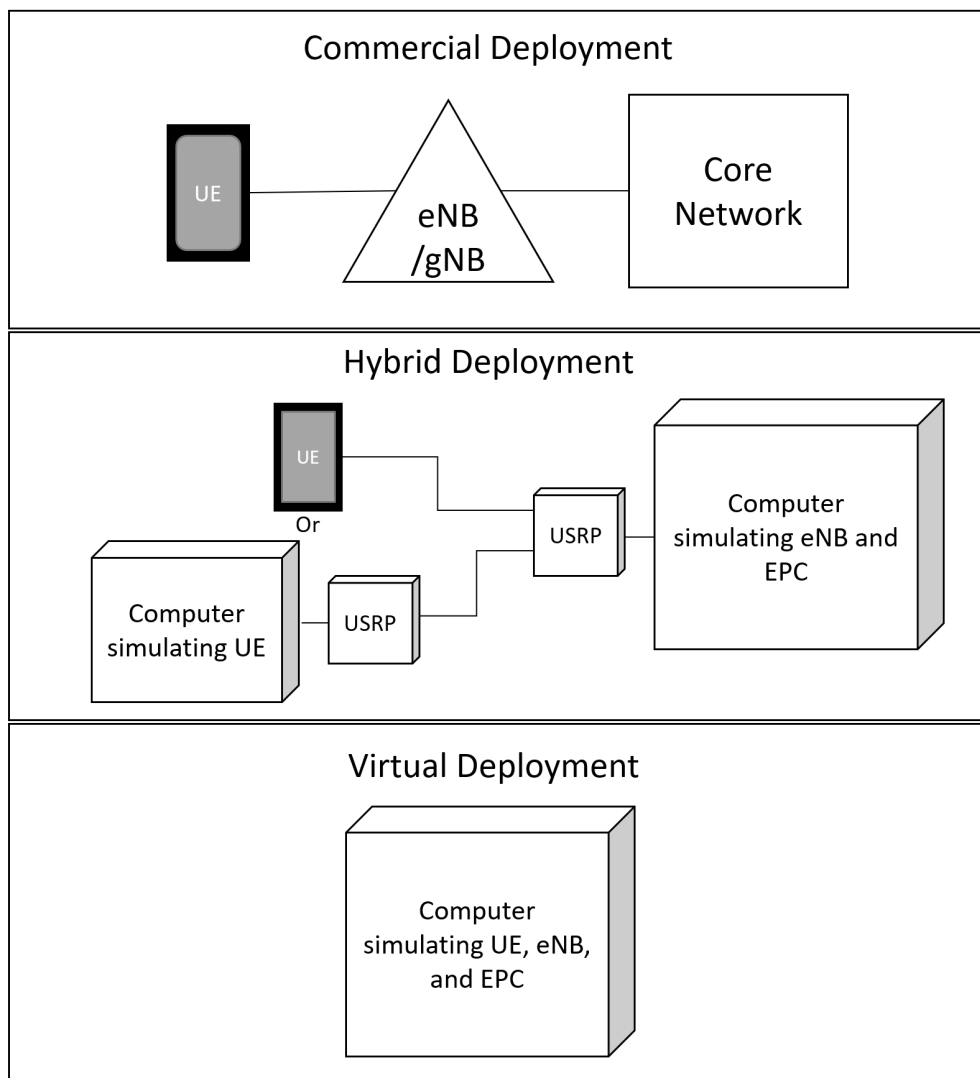 Commercial Deployment
UE
eNB
/gNB
Core
Network
Hybrid Deployment
UE
Or
Computer
simulating UE
USRP
USRP
Computer
simulating eNB and
EPC
Virtual Deployment
Computer
simulating UE, eNB,
and EPC